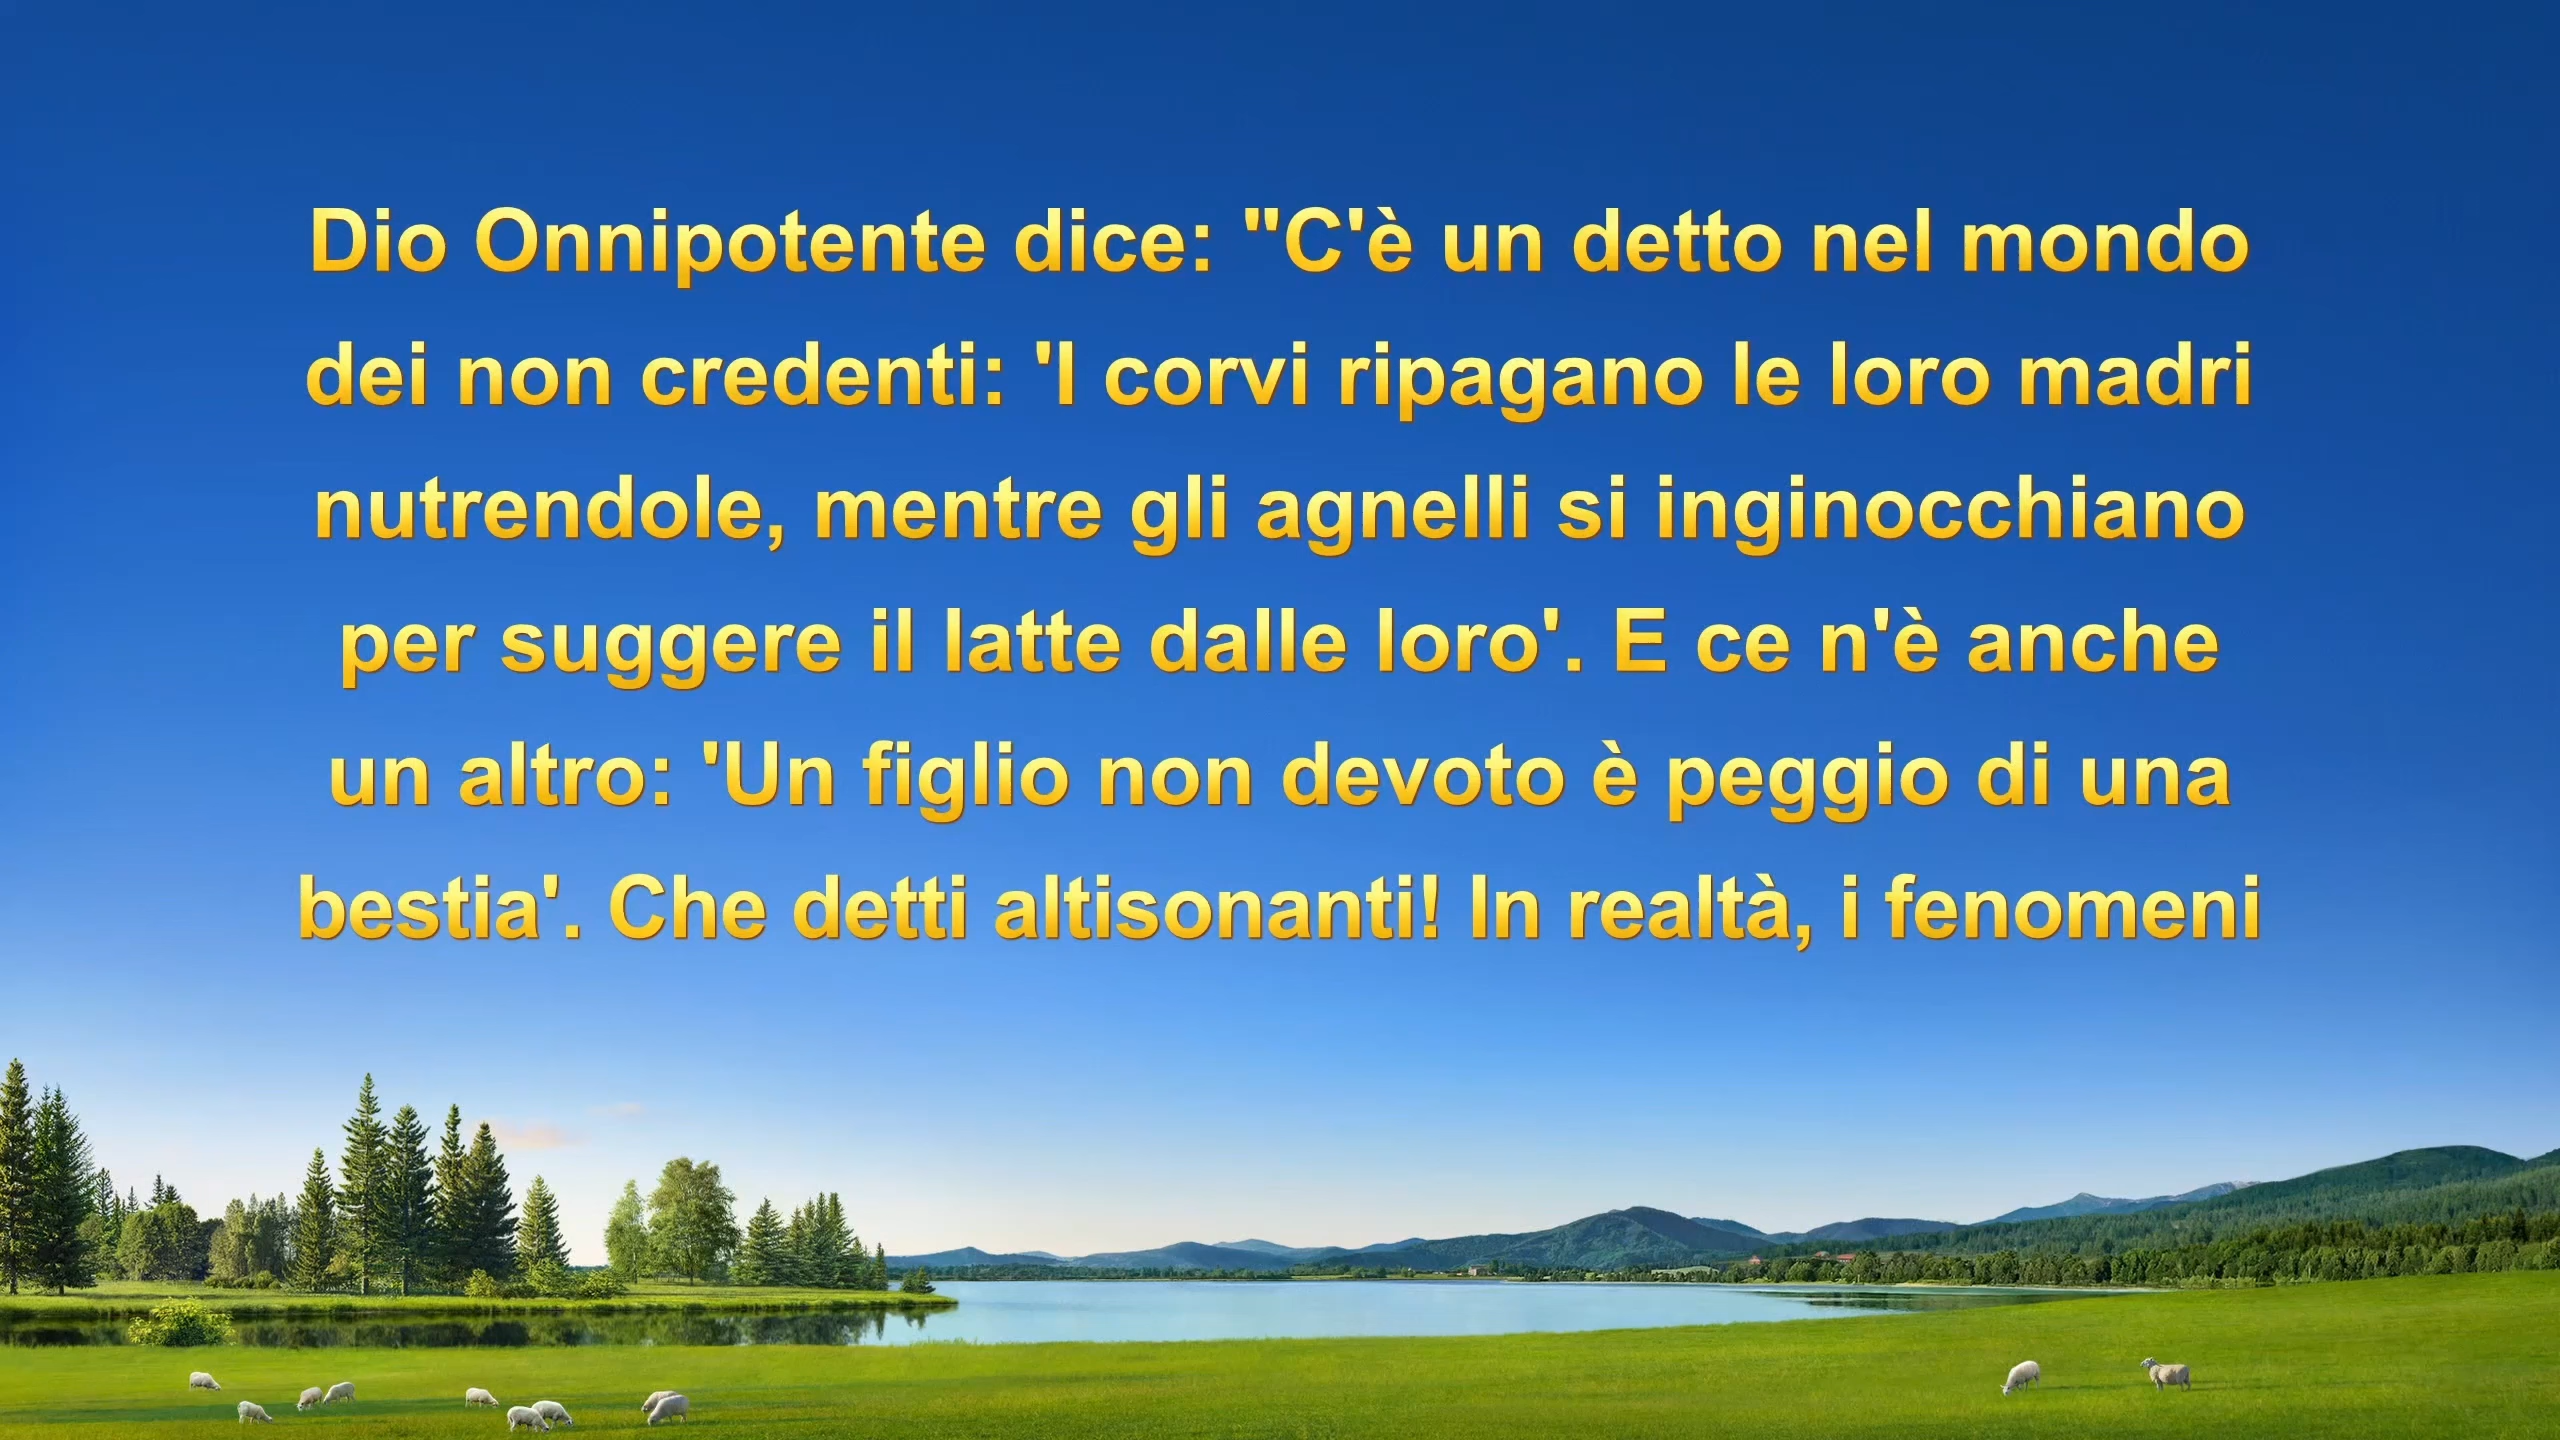 Dio Onnipotente dice: "C'è un detto nel mondo
dei non credenti: 'I corvi ripagano le loro madri
nutrendole, mentre gli agnelli si inginocchiano
per suggere il latte dalle loro'. E ce n'è anche
un altro: 'Un figlio non devoto è peggio di una
bestia'. Che detti altisonanti! In realtà, i fenomeni